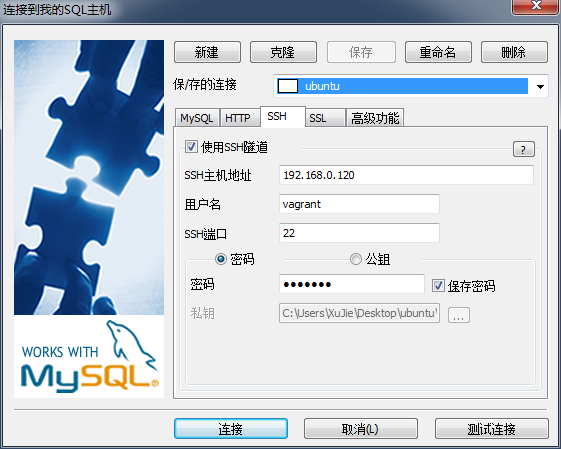 连接到我的SQL主机
新建 克隆 保存 重命名 删除
保/存的连接 ubuntu
MySQL HTTP SSH SSL 高级功能
使用SSH隧道 ?
SSH主机地址 192.168.0.120
用户名 vagrant
SSH端口 22
密码 公钥
密码 ●●●●●●● 保存密码
私钥 C:\Users\XuJie\Desktop\ubuntu\ ...
WORKS WITH
MySQL®
连接 取消(L) 测试连接